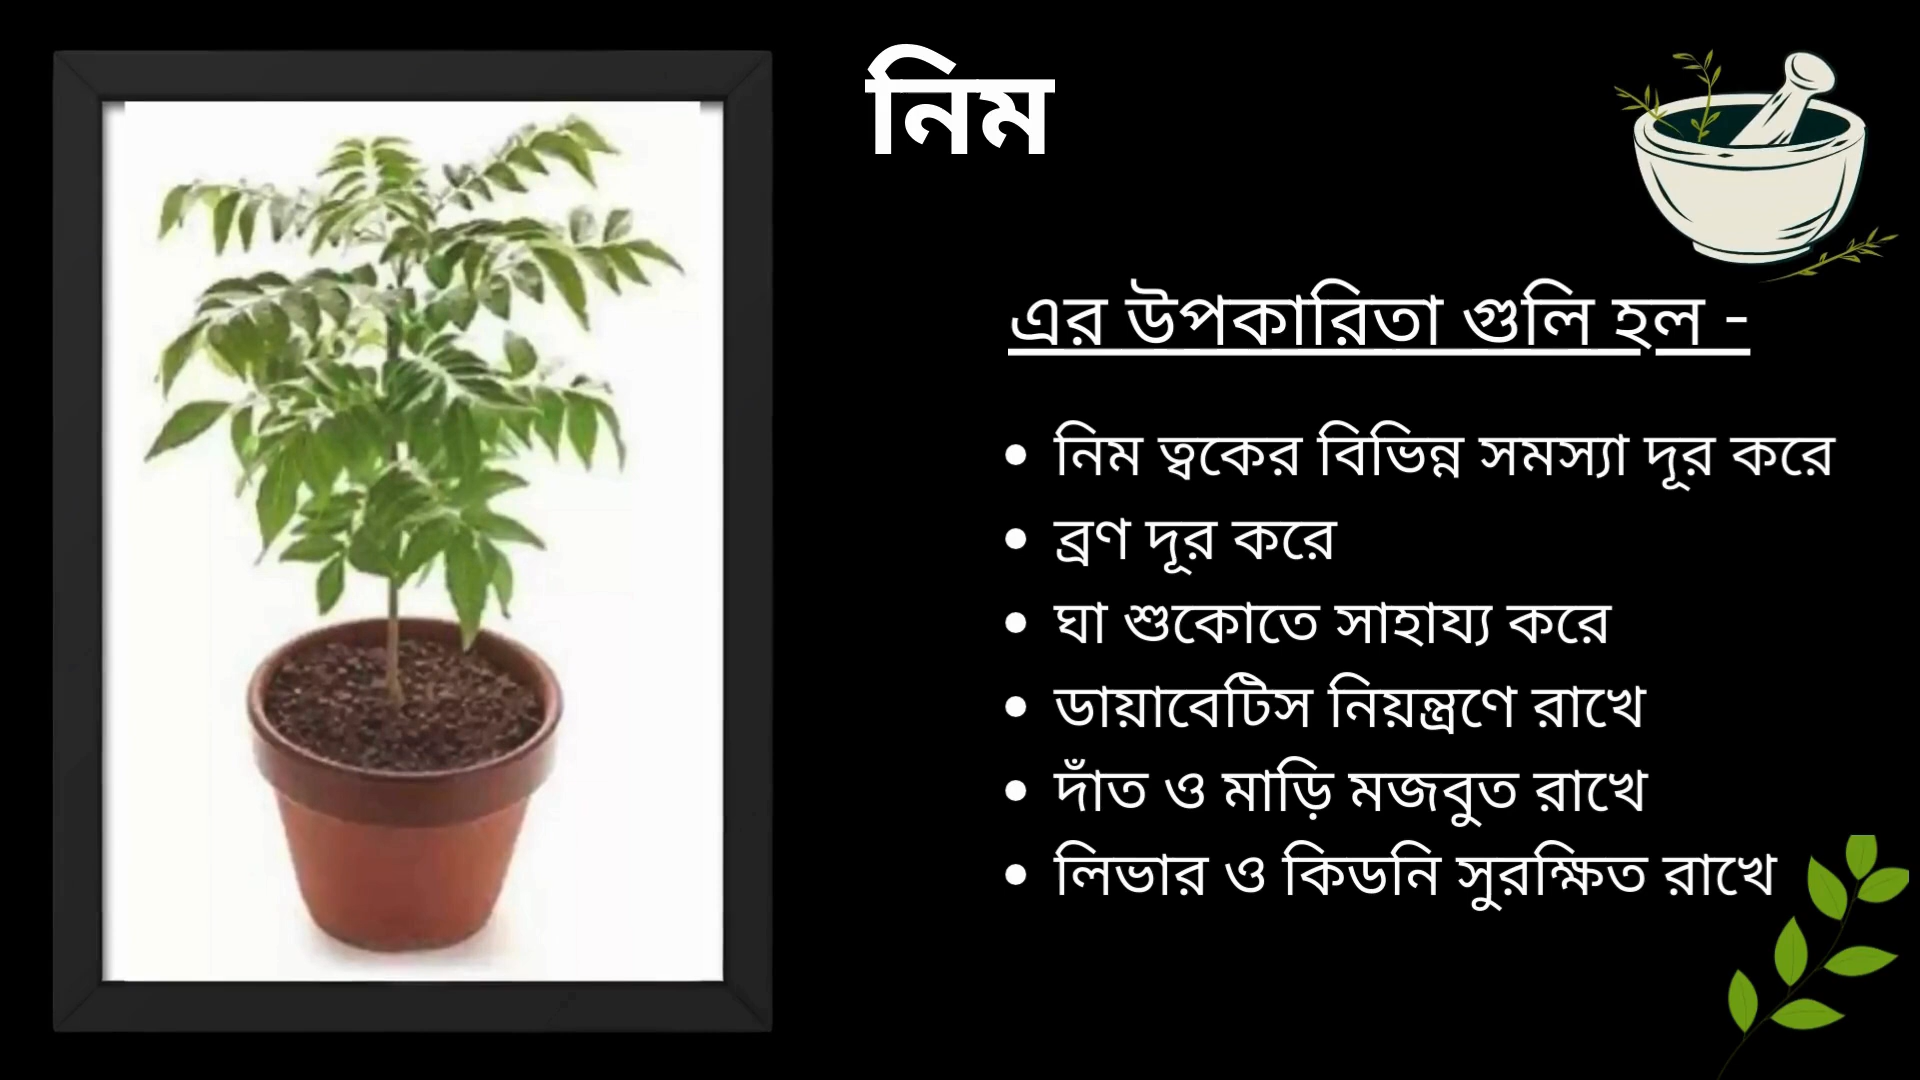 নিম
এর উপকারিতা গুলি হল -
• নিম ত্বকের বিভিন্ন সমস্যা দূর করে
• ব্রণ দূর করে
• ঘা শুকোতে সাহায্য করে
• ডায়াবেটিস নিয়ন্ত্রণে রাখে
• দাঁত ও মাড়ি মজবুত রাখে
• লিভার ও কিডনি সুরক্ষিত রাখে